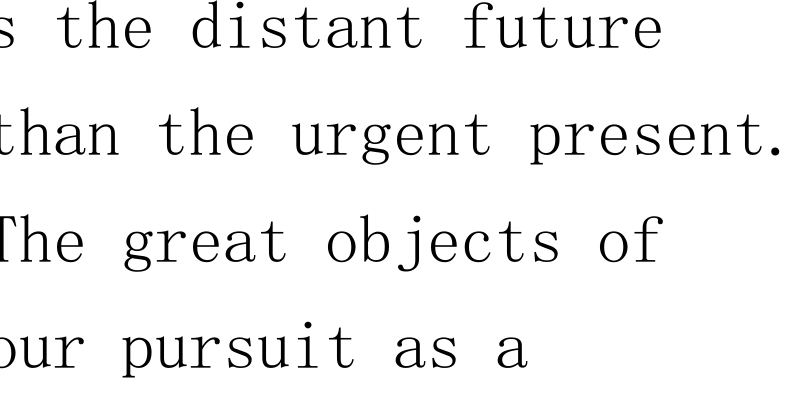 s the distant future
than the urgent present.
The great objects of
our pursuit as a